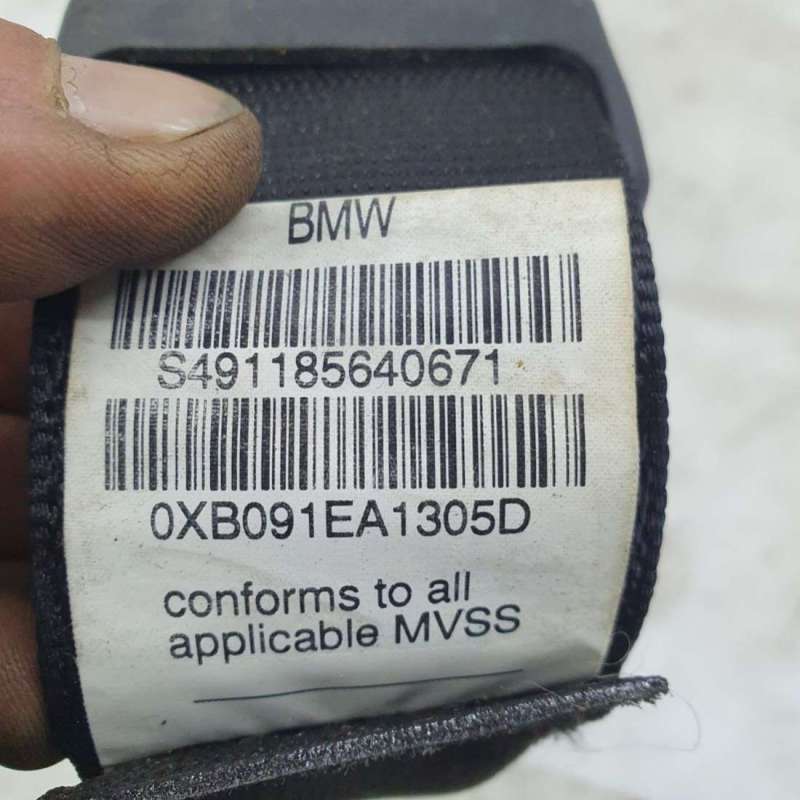 BMW
S491185640671
0XB091EA1305D
conforms to all
applicable MVSS